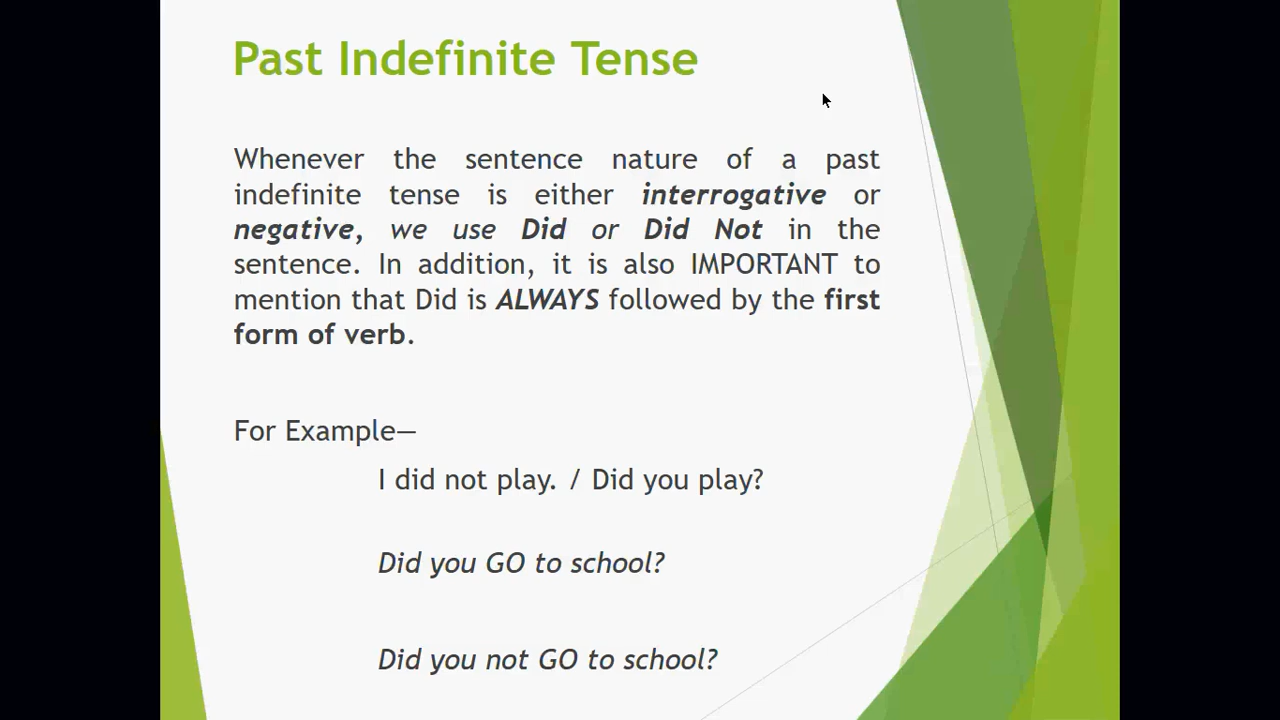 Past Indefinite Tense
Whenever the sentence nature of a past
indefinite tense is either interrogative or
negative, we use Did or Did Not in the
sentence. In addition, it is also IMPORTANT to
mention that Did is ALWAYS followed by the first
form of verb.
For Example—
I did not play. / Did you play?
Did you GO to school?
Did you not GO to school?